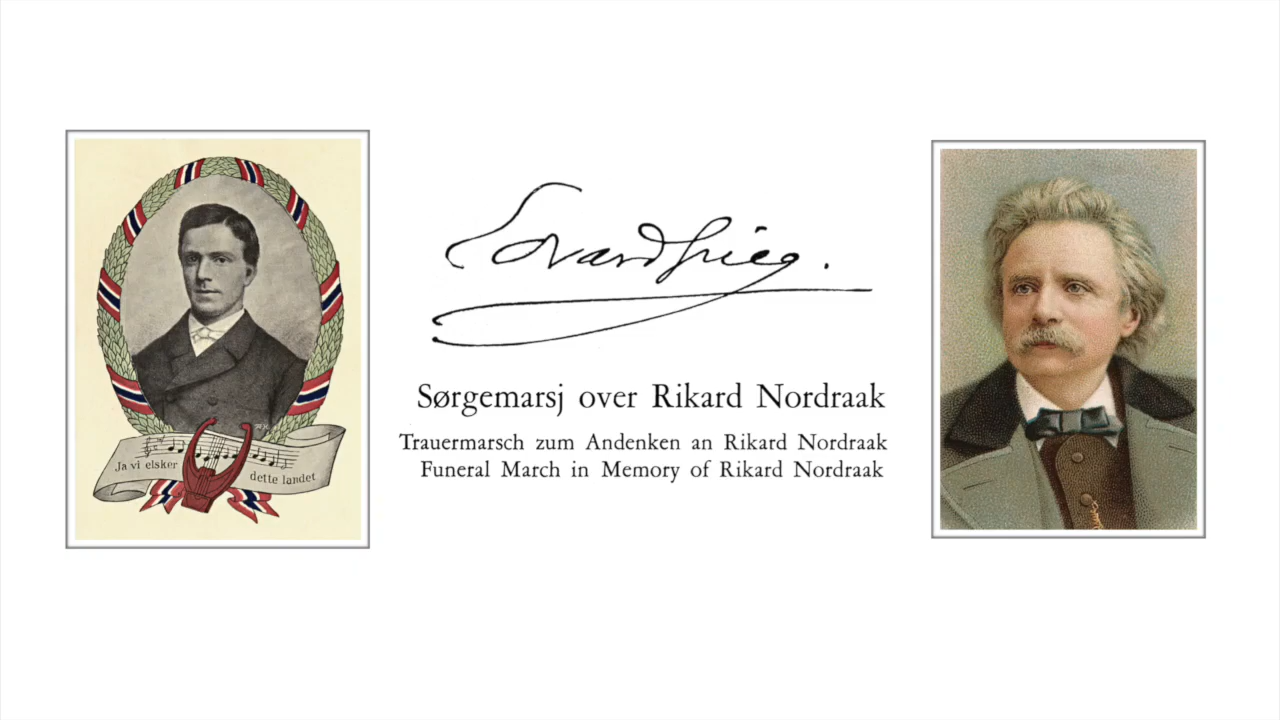 Ja vi elsker
dette landet
Edvard Grieg.
Sørgemarsj over Rikard Nordraak
Trauermarsch zum Andenken an Rikard Nordraak
Funeral March in Memory of Rikard Nordraak